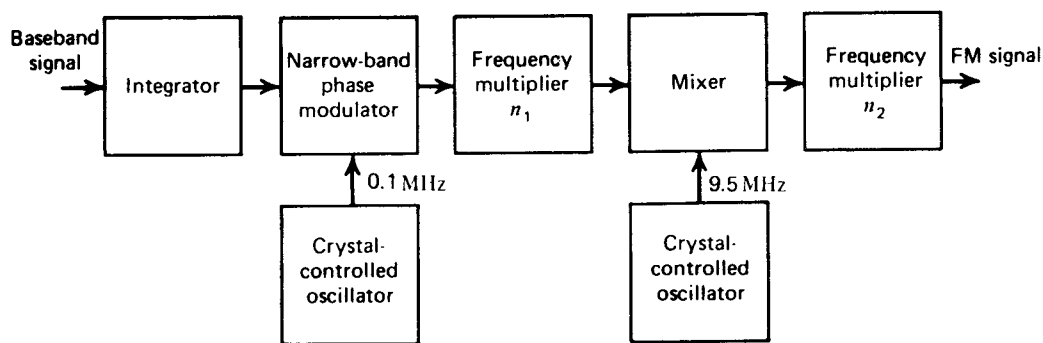 Baseband
signal
Integrator
Narrow-band
phase
modulator
Frequency
multiplier
n₁
Mixer
Frequency
multiplier
n₂
FM signal
0.1 MHz
9.5 MHz
Crystal-
controlled
oscillator
Crystal-
controlled
oscillator